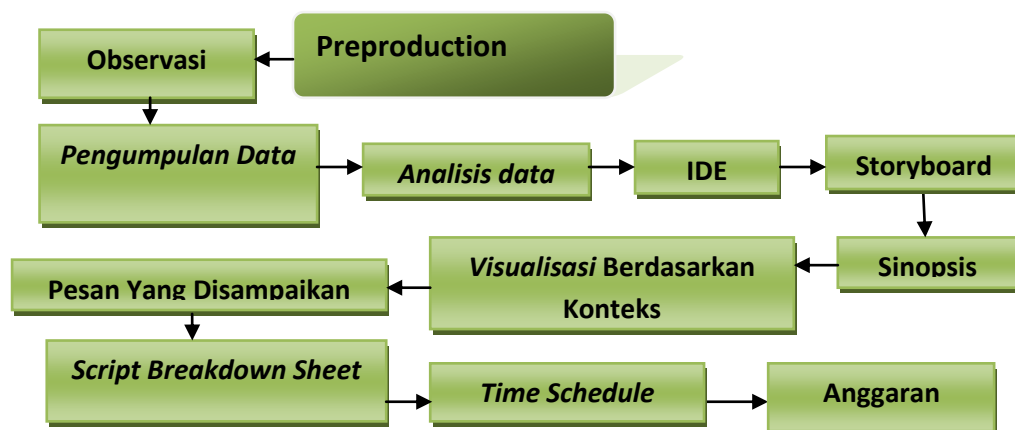 Preproduction
Observasi
Pengumpulan Data
Analisis data
IDE
Storyboard
Sinopsis
Visualisasi Berdasarkan
Konteks
Pesan Yang Disampaikan
Script Breakdown Sheet
Time Schedule
Anggaran